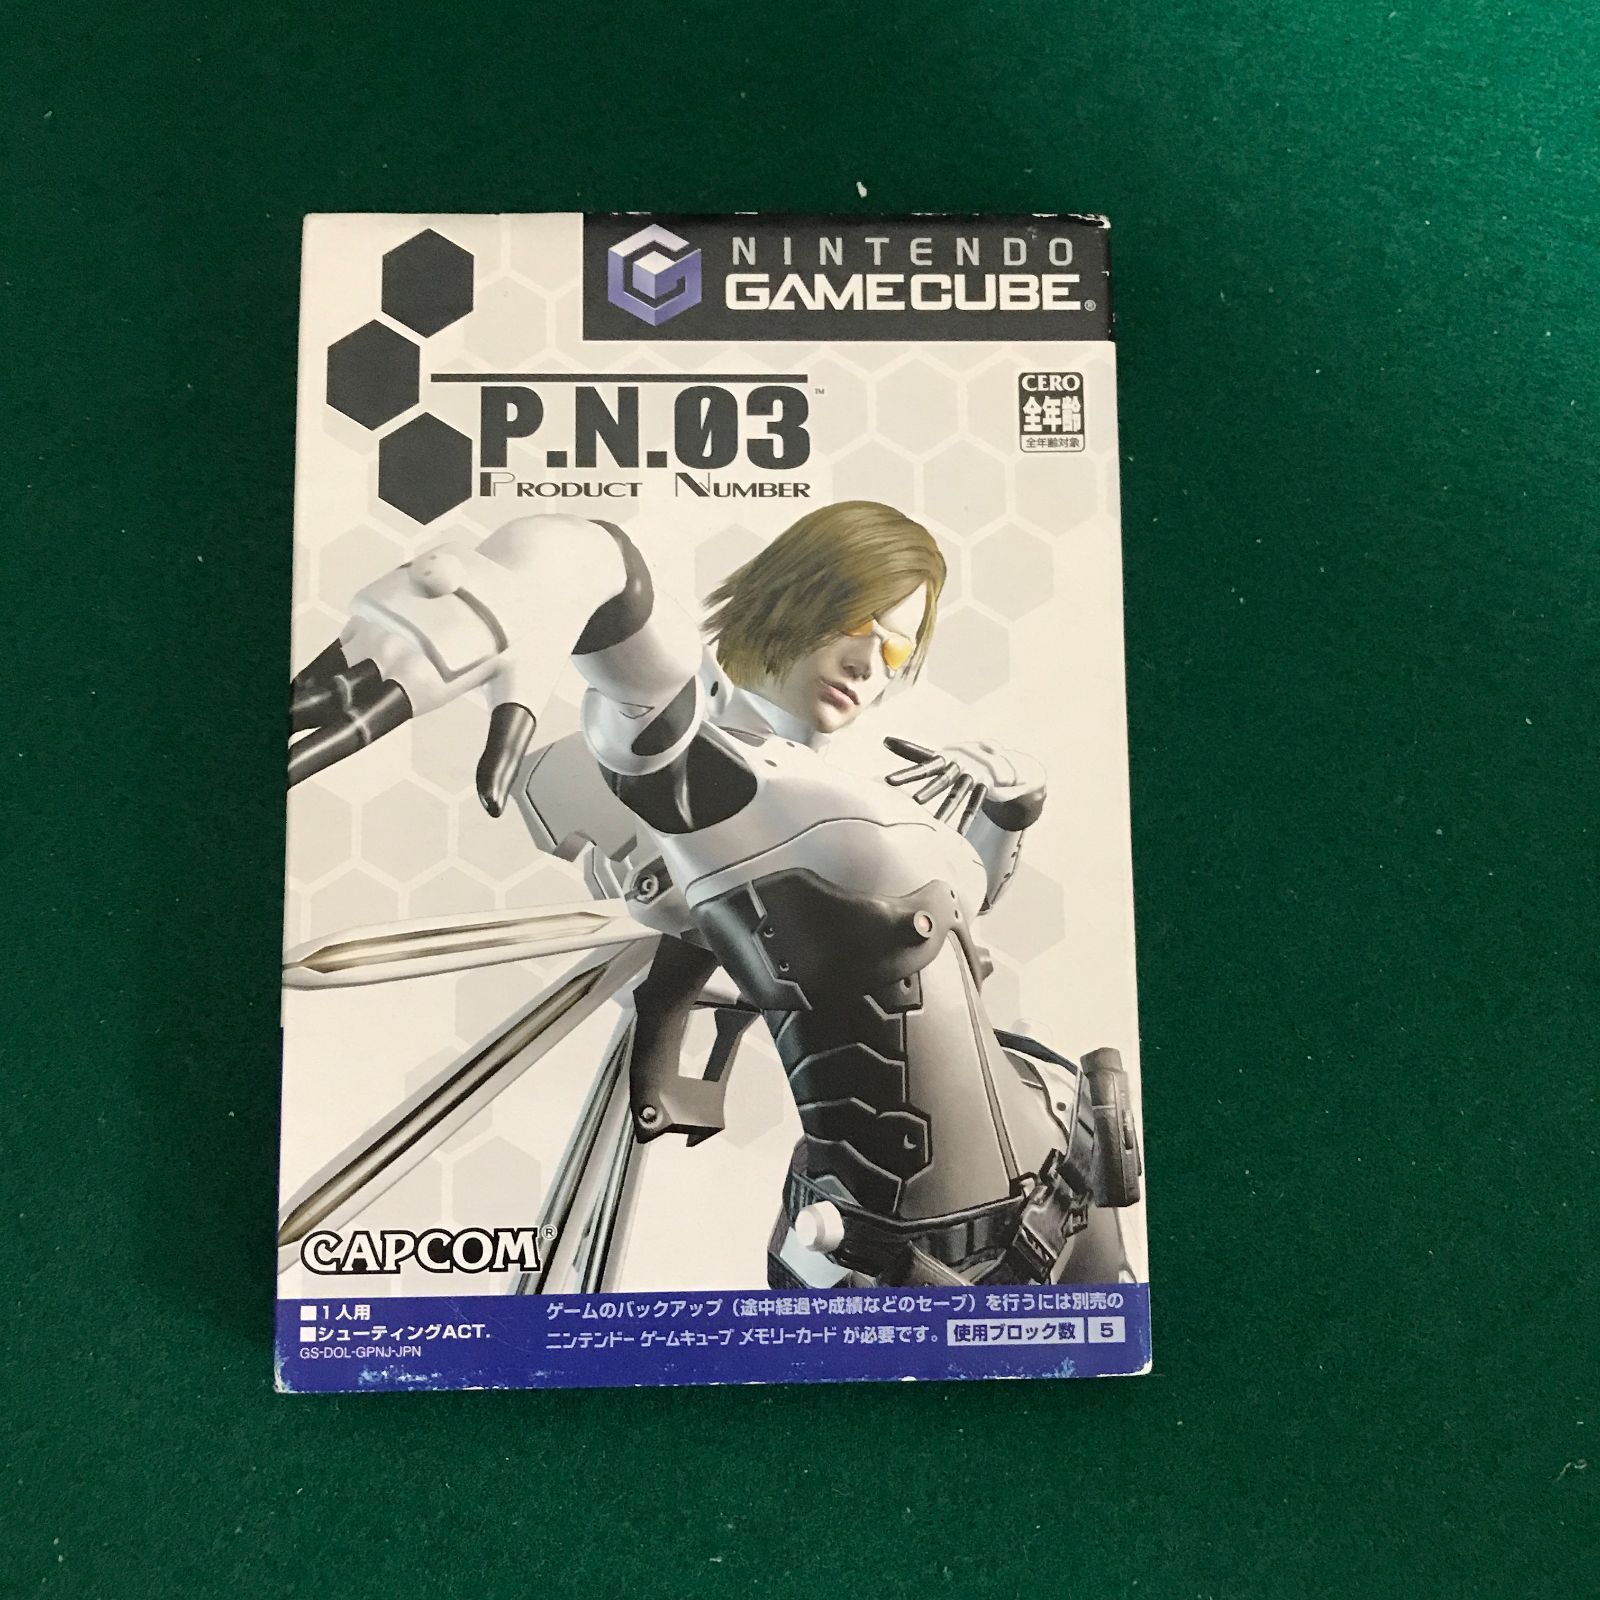 NINTENDO
GAMECUBE®
P.N.03™
PRODUCT NUMBER
CERO
全年齢
全年齢対象
CAPCOM®
■1人用
■シューティングACT.
GS-DOL-GPNJ-JPN
ゲームのバックアップ（途中経過や成績などのセーブ）を行うには別売の
ニンテンドー ゲームキューブ メモリーカード が必要です。 使用ブロック数 5